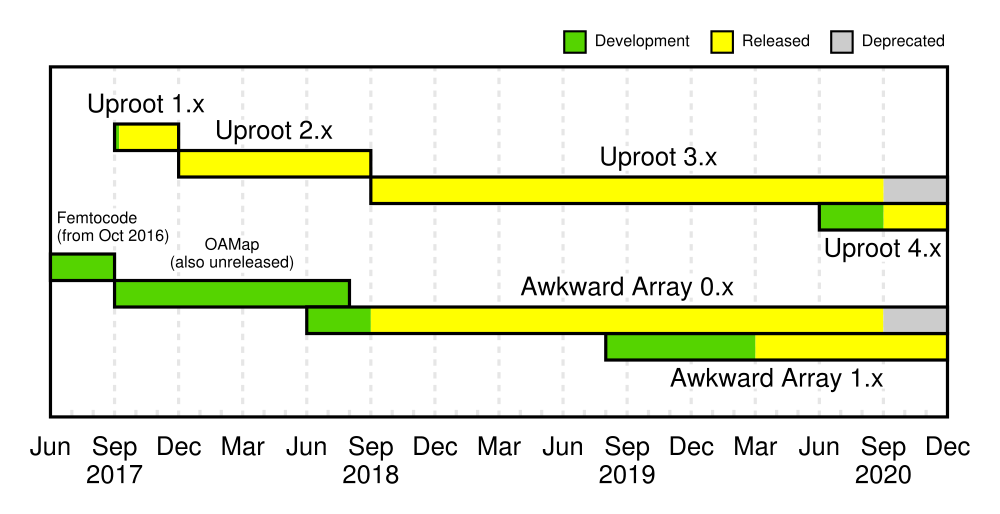 Development Released Deprecated
Uproot 1.x
Uproot 2.x
Uproot 3.x
Uproot 4.x
Femtocode
(from Oct 2016)
OAMap
(also unreleased)
Awkward Array 0.x
Awkward Array 1.x
Jun Sep Dec Mar Jun Sep Dec Mar Jun Sep Dec Mar Jun Sep Dec
2017 2018 2019 2020